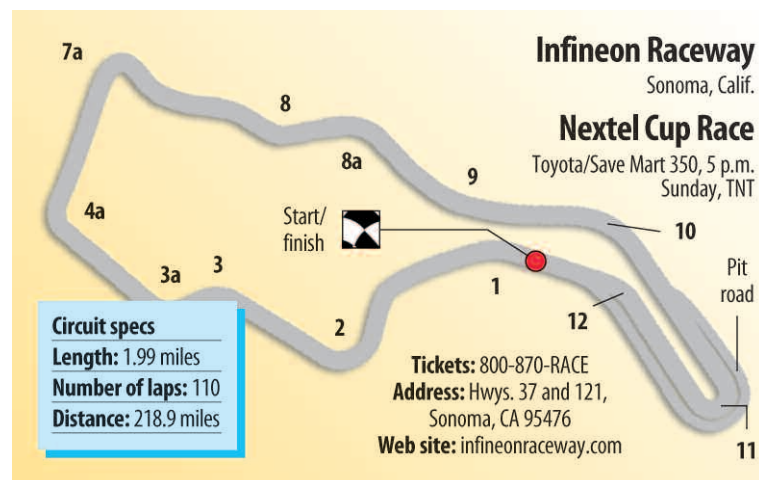 Infineon Raceway
Sonoma, Calif.
Nextel Cup Race
Toyota/Save Mart 350, 5 p.m.
Sunday, TNT
7a
8
8a
9
10
4a
Start/
finish
3a
3
1
Pit
road
12
2
11
Circuit specs
Length: 1.99 miles
Number of laps: 110
Distance: 218.9 miles
Tickets: 800-870-RACE
Address: Hwys. 37 and 121,
Sonoma, CA 95476
Web site: infineonraceway.com